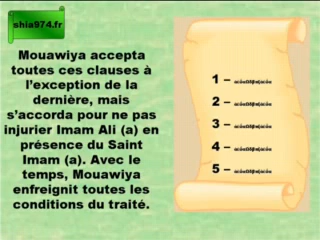 shia974.fr
Mouawiya accepta
toutes ces clauses à
l'exception de la
dernière, mais
s'accorda pour ne pas
injurier Imam Ali (a) en
présence du Saint
Imam (a). Avec le
temps, Mouawiya
enfreignit toutes les
conditions du traité.
1 –
2 –
3 –
4 –
5 –